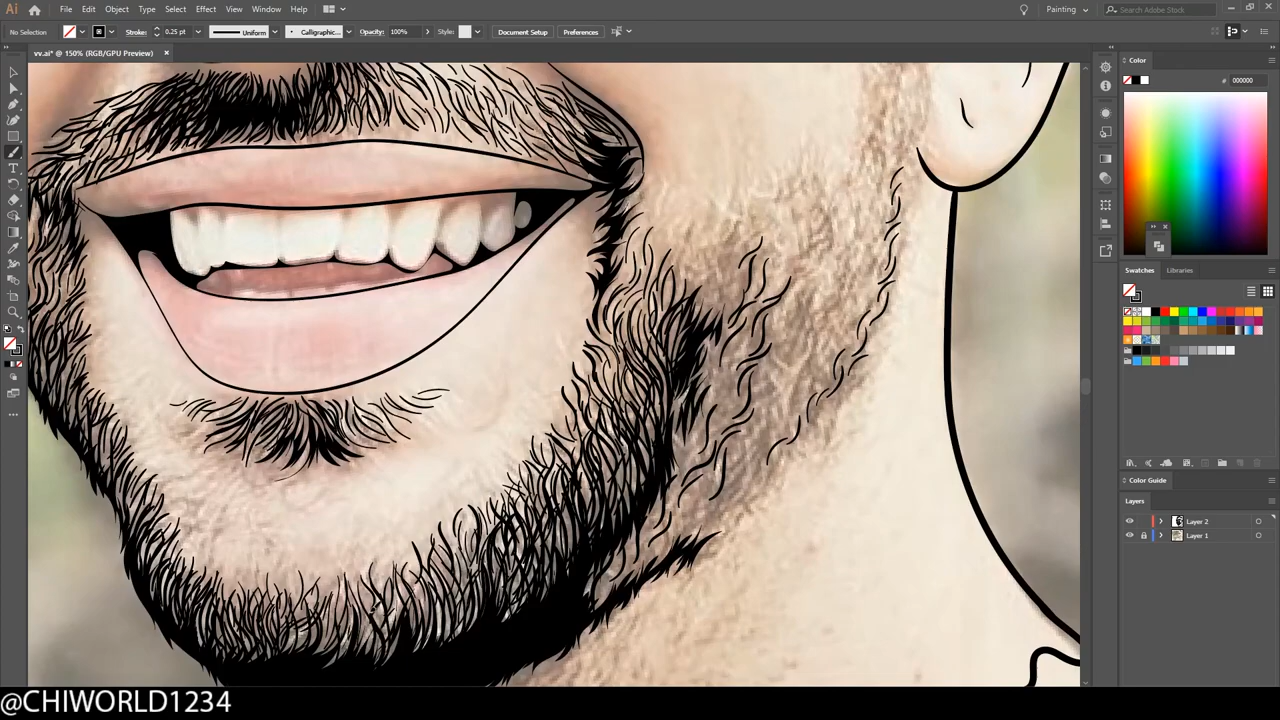 Ai File Edit Object Type Select Effect View Window Help Painting Search Adobe Stock
No Selection Stroke: 0.25 pt Uniform Calligraphic... Opacity: 100% Style: Document Setup Preferences
vv.ai* @ 150% (RGB/GPU Preview)
Color
# 000000
Swatches Libraries
Color Guide
Layers
Layer 2
Layer 1
@CHIWORLD1234